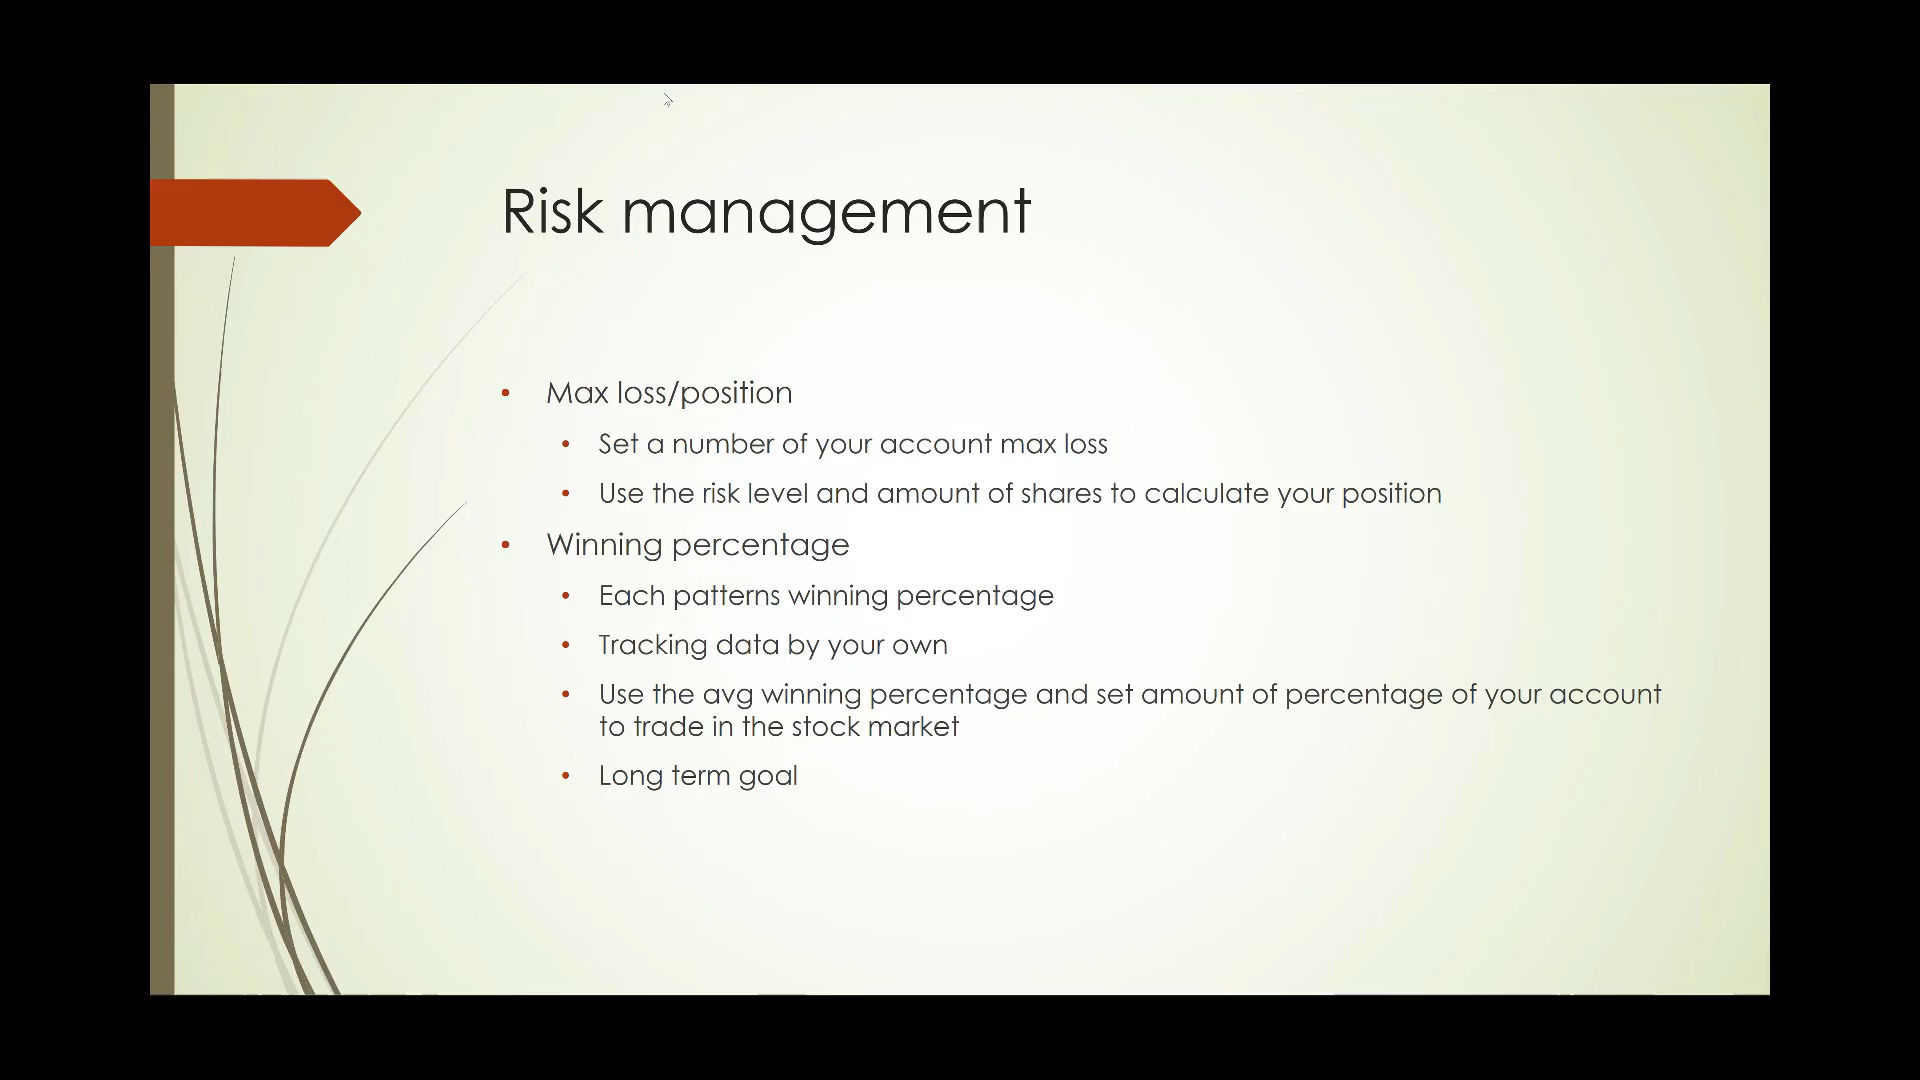 Risk management
• Max loss/position
• Set a number of your account max loss
• Use the risk level and amount of shares to calculate your position
• Winning percentage
• Each patterns winning percentage
• Tracking data by your own
• Use the avg winning percentage and set amount of percentage of your account
to trade in the stock market
• Long term goal